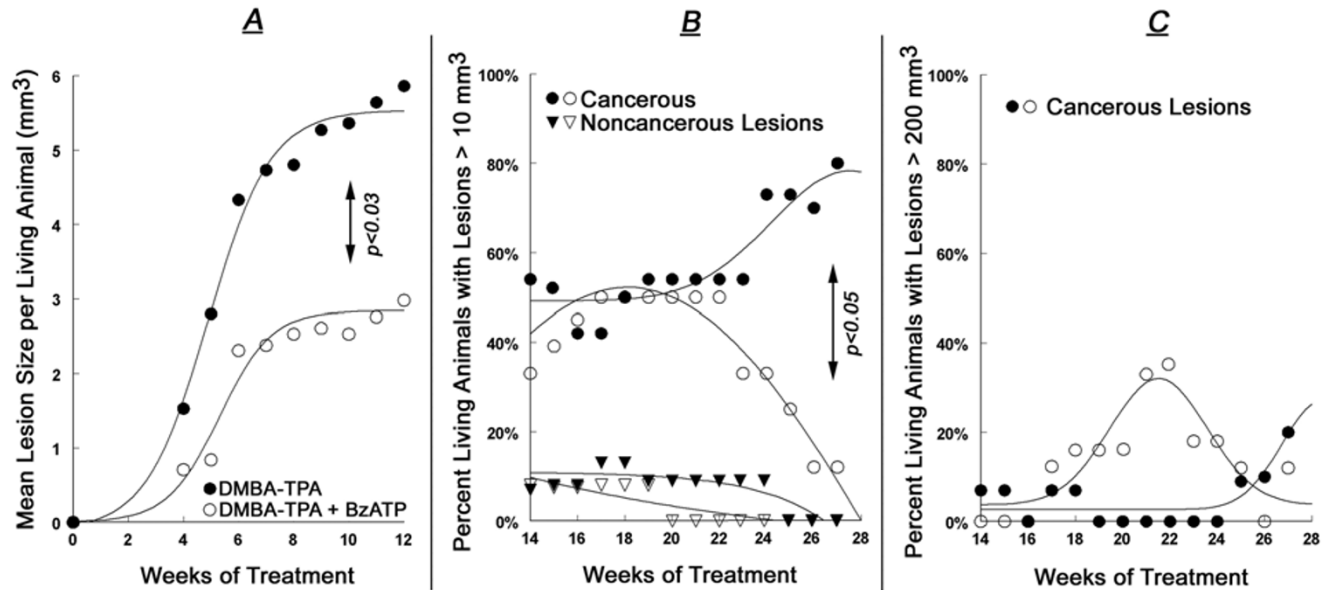 A
Mean Lesion Size per Living Animal (mm3)
6
5
4
3
2
1
0
p<0.03
DMBA-TPA
DMBA-TPA + BzATP
0 2 4 6 8 10 12
Weeks of Treatment
B
Percent Living Animals with Lesions > 10 mm3
100%
80%
60%
40%
20%
0%
Cancerous
Noncancerous Lesions
p<0.05
14 16 18 20 22 24 26 28
Weeks of Treatment
C
Percent Living Animals with Lesions > 200 mm3
100%
80%
60%
40%
20%
0%
Cancerous Lesions
14 16 18 20 22 24 26 28
Weeks of Treatment